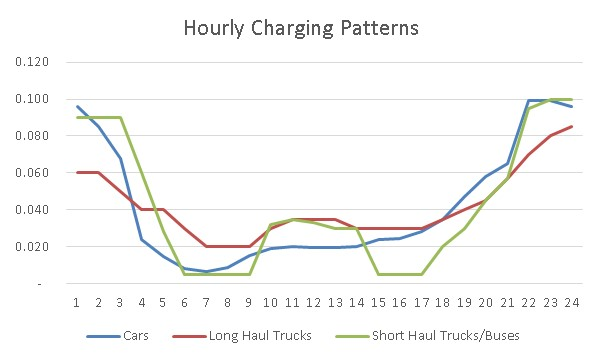 Hourly Charging Patterns
0.120
0.100
0.080
0.060
0.040
0.020
-
1 2 3 4 5 6 7 8 9 10 11 12 13 14 15 16 17 18 19 20 21 22 23 24
Cars Long Haul Trucks Short Haul Trucks/Buses